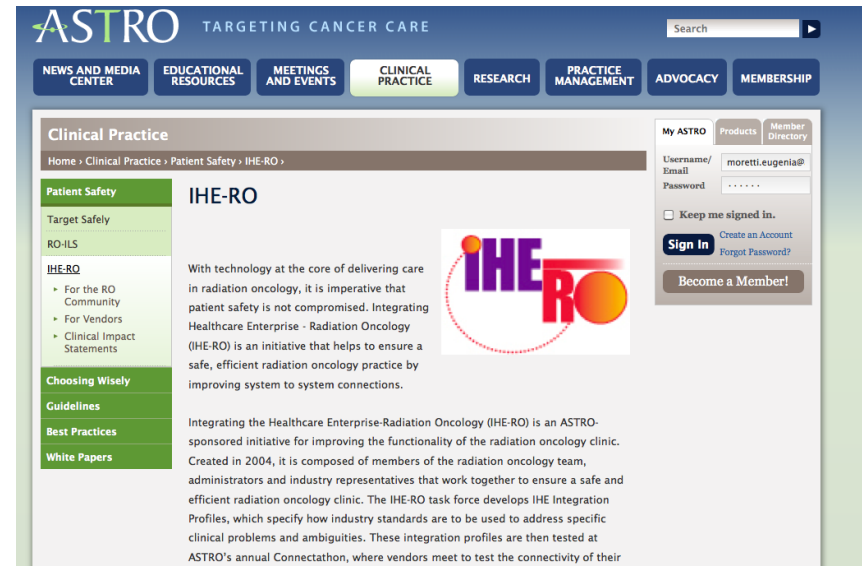 ASTRO TARGETING CANCER CARE
Search
NEWS AND MEDIA CENTER
EDUCATIONAL RESOURCES
MEETINGS AND EVENTS
CLINICAL PRACTICE
RESEARCH
PRACTICE MANAGEMENT
ADVOCACY
MEMBERSHIP
Clinical Practice
Home › Clinical Practice › Patient Safety › IHE-RO ›
Patient Safety
Target Safely
RO-ILS
IHE-RO
For the RO
Community
For Vendors
Clinical Impact
Statements
Choosing Wisely
Guidelines
Best Practices
White Papers
IHE-RO
With technology at the core of delivering care
in radiation oncology, it is imperative that
patient safety is not compromised. Integrating
Healthcare Enterprise - Radiation Oncology
(IHE-RO) is an initiative that helps to ensure a
safe, efficient radiation oncology practice by
improving system to system connections.
iHE
RO
Integrating the Healthcare Enterprise-Radiation Oncology (IHE-RO) is an ASTRO-
sponsored initiative for improving the functionality of the radiation oncology clinic.
Created in 2004, it is composed of members of the radiation oncology team,
administrators and industry representatives that work together to ensure a safe and
efficient radiation oncology clinic. The IHE-RO task force develops IHE Integration
Profiles, which specify how industry standards are to be used to address specific
clinical problems and ambiguities. These integration profiles are then tested at
ASTRO's annual Connectathon, where vendors meet to test the connectivity of their
My ASTRO
Products
Member
Directory
Username/
Email
moretti.eugenia@
Password
······
Keep me signed in.
Sign In
Create an Account
Forgot Password?
Become a Member!